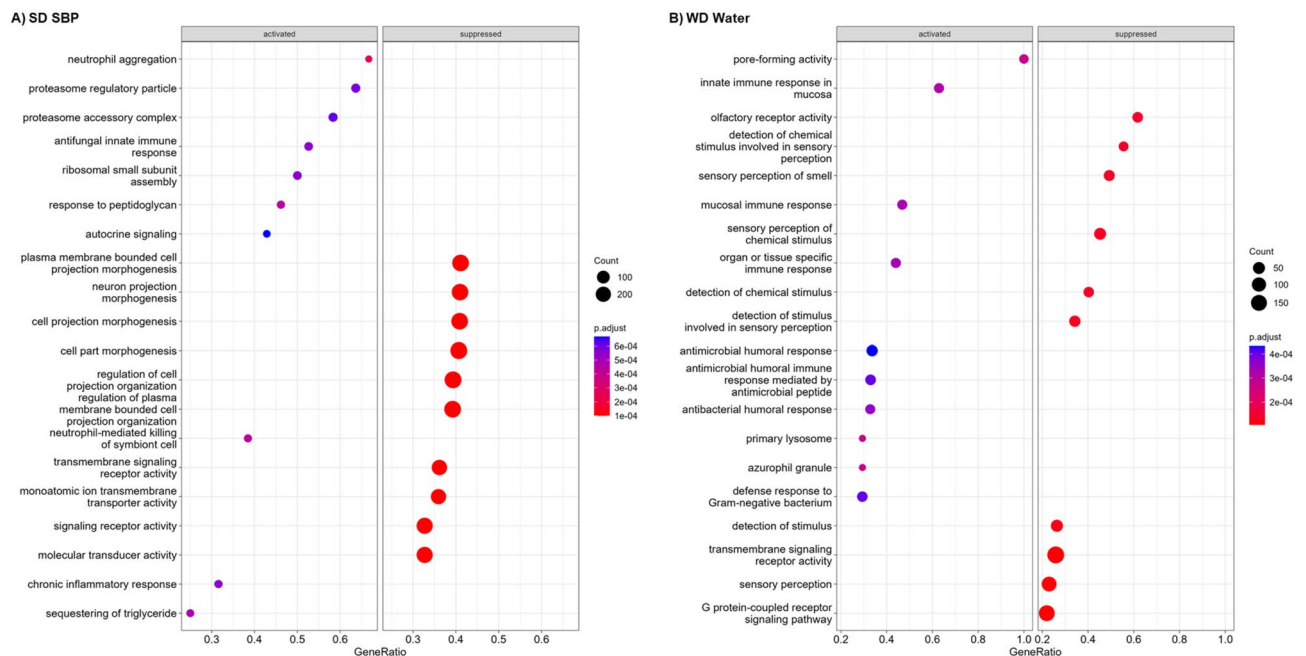 A) SD SBP
activated
suppressed
neutrophil aggregation
proteasome regulatory particle
proteasome accessory complex
antifungal innate immune
response
ribosomal small subunit
assembly
response to peptidoglycan
autocrine signaling
plasma membrane bounded cell
projection morphogenesis
neuron projection
morphogenesis
cell projection morphogenesis
cell part morphogenesis
regulation of cell
projection organization
regulation of plasma
membrane bounded cell
projection organization
neutrophil-mediated killing
of symbiont cell
transmembrane signaling
receptor activity
monoatomic ion transmembrane
transporter activity
signaling receptor activity
molecular transducer activity
chronic inflammatory response
sequestering of triglyceride
0.3 0.4 0.5 0.6 0.3 0.4 0.5 0.6
GeneRatio
Count
100
200
p.adjust
6e-04
5e-04
4e-04
3e-04
2e-04
1e-04
B) WD Water
activated
suppressed
pore-forming activity
innate immune response in
mucosa
olfactory receptor activity
detection of chemical
stimulus involved in sensory
perception
sensory perception of smell
mucosal immune response
sensory perception of
chemical stimulus
organ or tissue specific
immune response
detection of chemical stimulus
detection of stimulus
involved in sensory perception
antimicrobial humoral response
antimicrobial humoral immune
response mediated by
antimicrobial peptide
antibacterial humoral response
primary lysosome
azurophil granule
defense response to
Gram-negative bacterium
detection of stimulus
transmembrane signaling
receptor activity
sensory perception
G protein-coupled receptor
signaling pathway
0.2 0.4 0.6 0.8 1.0 0.2 0.4 0.6 0.8 1.0
GeneRatio
Count
50
100
150
p.adjust
4e-04
3e-04
2e-04